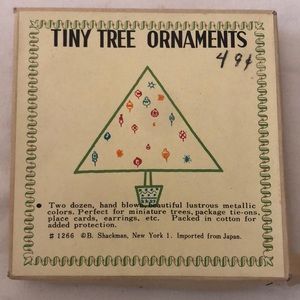 TINY TREE ORNAMENTS
49¢
• Two dozen, hand blown, beautiful lustrous metallic
colors. Perfect for miniature trees, package tie-ons,
place cards, earrings, etc. Packed in cotton for
added protection.
# 1266 ©B. Shackman, New York 1. Imported from Japan.